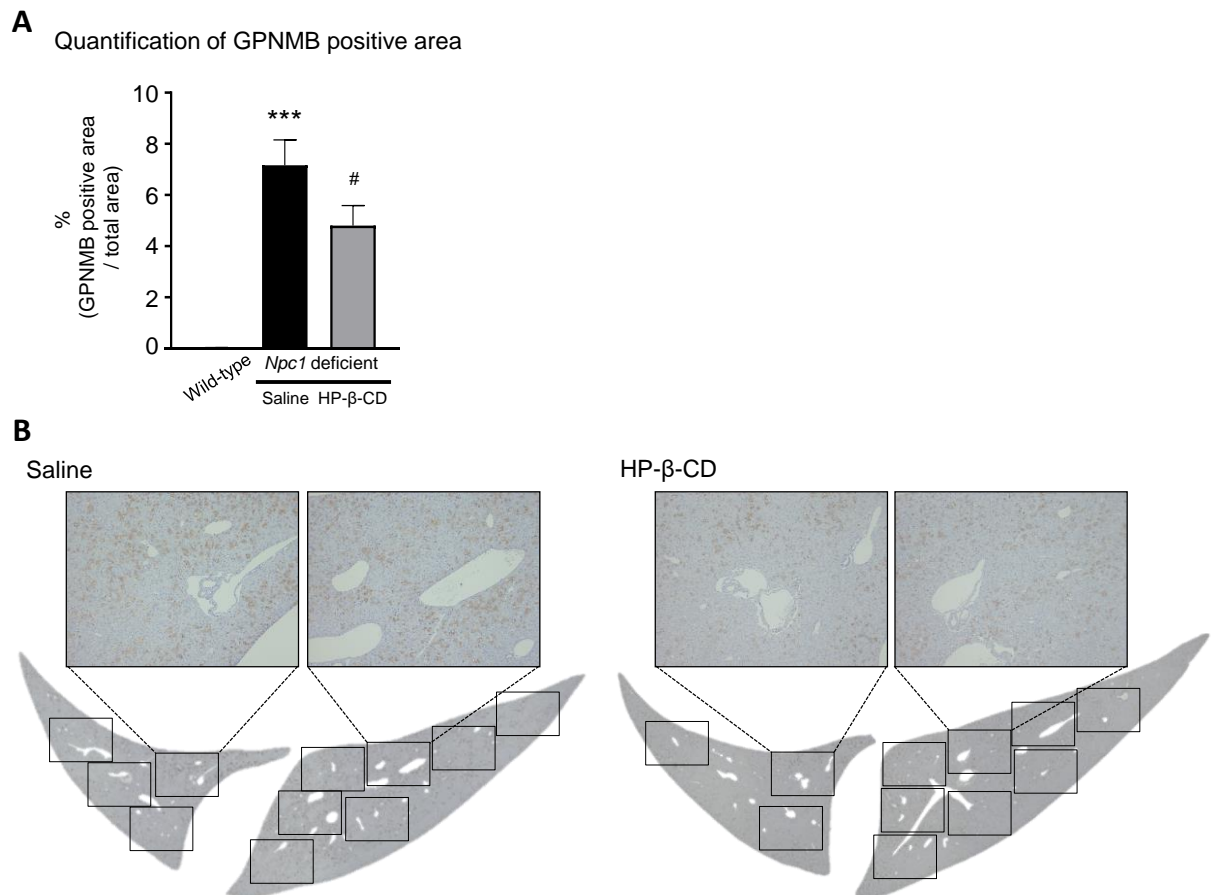 A
Quantification of GPNMB positive area
%
(GPNMB positive area
/ total area)
10
8
6
4
2
0
***
#
Wild-type
Npc1 deficient
Saline HP-β-CD
B
Saline
HP-β-CD